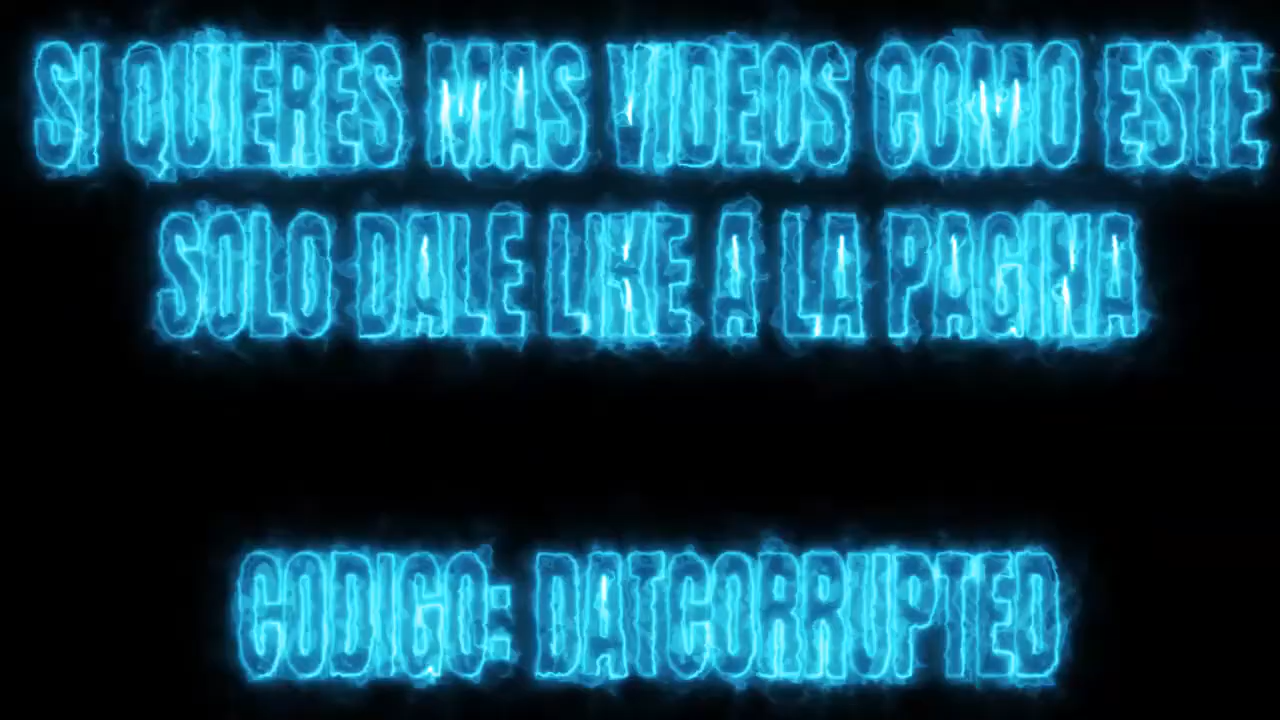 SI QUIERES MAS VIDEOS COMO ESTE
SOLO DALE LIKE A LA PAGINA
CODIGO: DATCORRUPTED